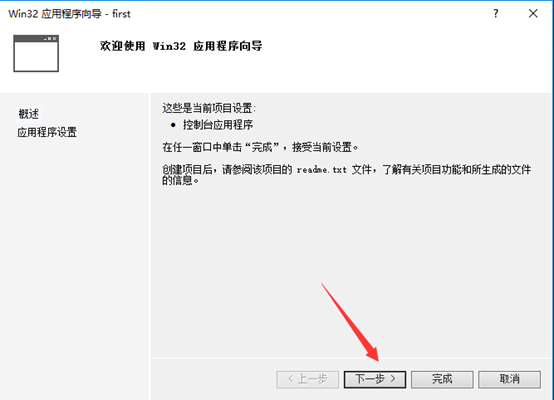 Win32 应用程序向导 - first
? ×
欢迎使用 Win32 应用程序向导
概述
应用程序设置
这些是当前项目设置:
• 控制台应用程序
在任一窗口中单击“完成”，接受当前设置。
创建项目后，请参阅该项目的 readme.txt 文件，了解有关项目功能和所生成的文件
的信息。
< 上一步
下一步 >
完成
取消